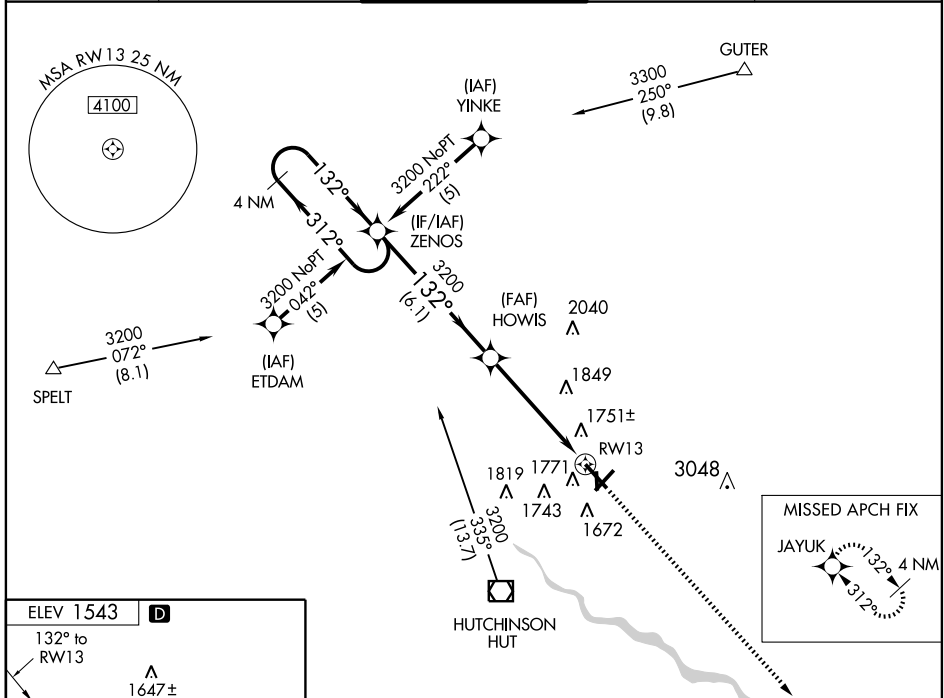 MSA RW13 25 NM
4100
GUTER
3300
250°
(9.8)
(IAF)
YINKE
3200 NoPT
222°
(5)
132°
4 NM
312°
(IF/IAF)
ZENOS
3200 NoPT
042°
(5)
3200
132°
(6.1)
(IAF)
ETDAM
3200
072°
(8.1)
SPELT
(FAF)
HOWIS
2040
1849
1751±
RW13
1771
1819
1743
1672
3048
3200
335°
(13.7)
HUTCHINSON
HUT
MISSED APCH FIX
JAYUK
132°
4 NM
312°
ELEV 1543 D
132° to
RW13
1647±